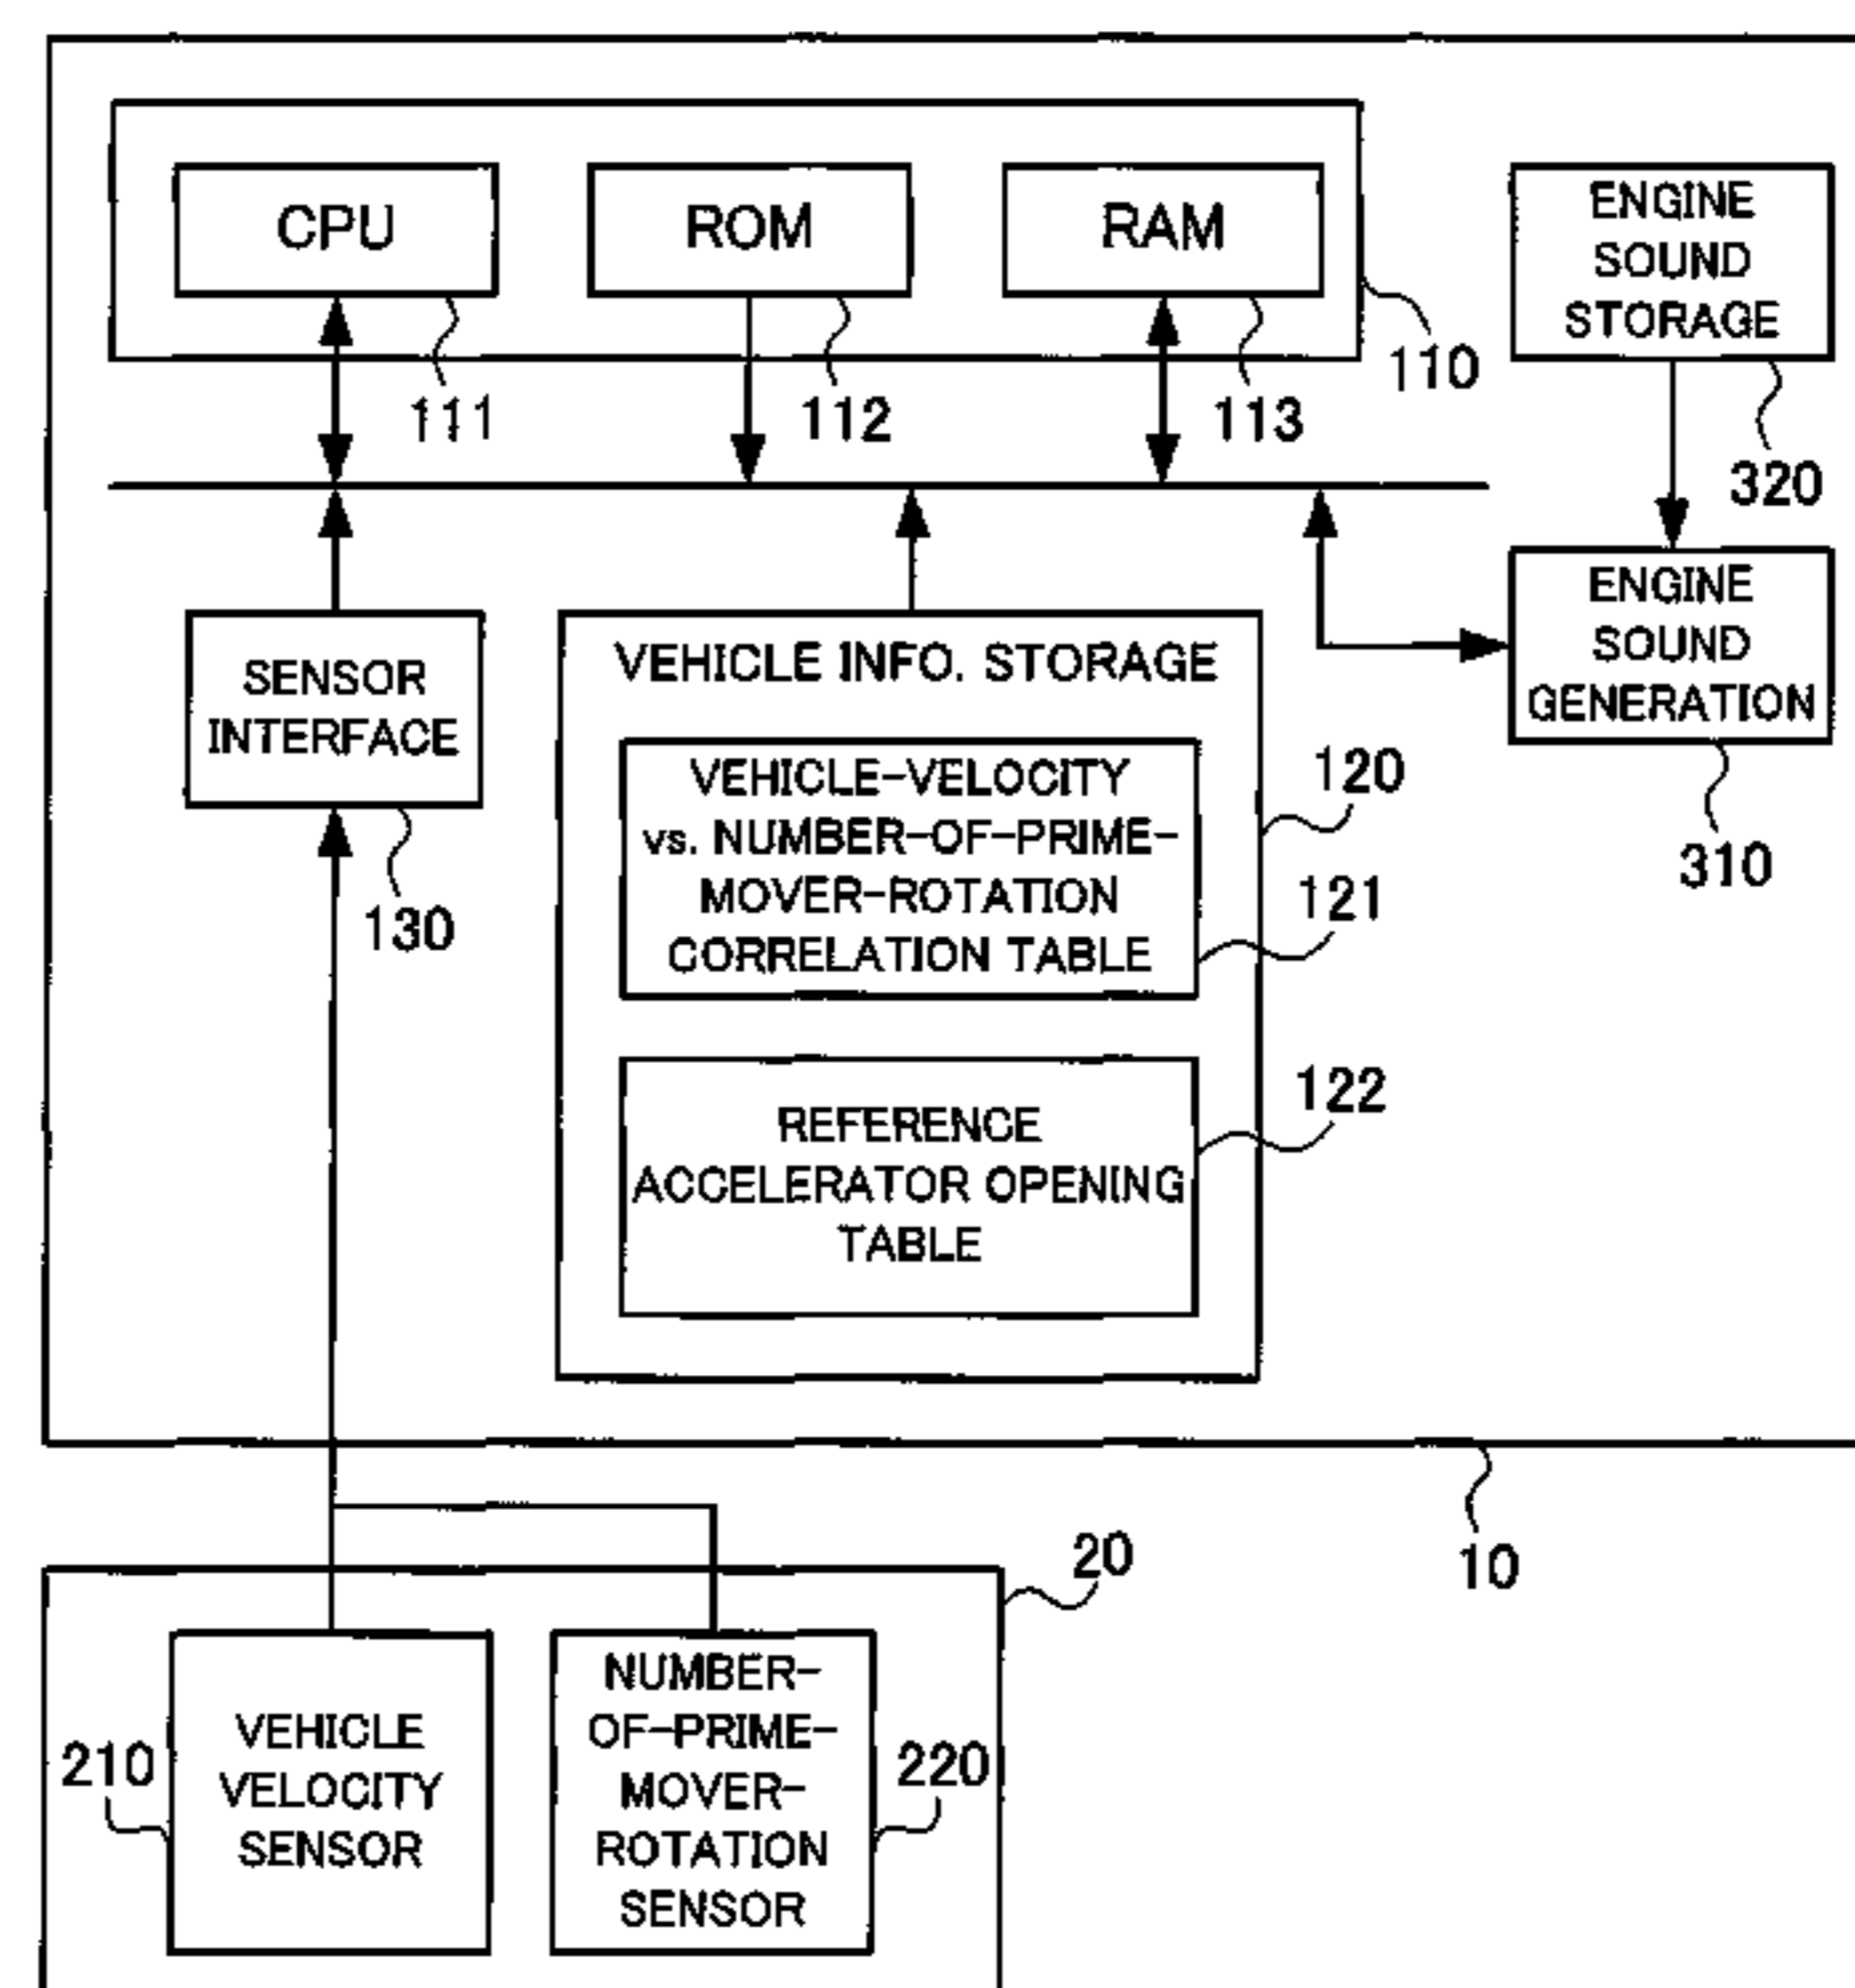 CPU
ROM
RAM
ENGINE
SOUND
STORAGE
110
111
112
113
320
SENSOR
INTERFACE
130
VEHICLE INFO. STORAGE
VEHICLE-VELOCITY
vs. NUMBER-OF-PRIME-
MOVER-ROTATION
CORRELATION TABLE
120
121
REFERENCE
ACCELERATOR OPENING
TABLE
122
ENGINE
SOUND
GENERATION
310
10
20
210
VEHICLE
VELOCITY
SENSOR
NUMBER-
OF-PRIME-
MOVER-
ROTATION
SENSOR
220